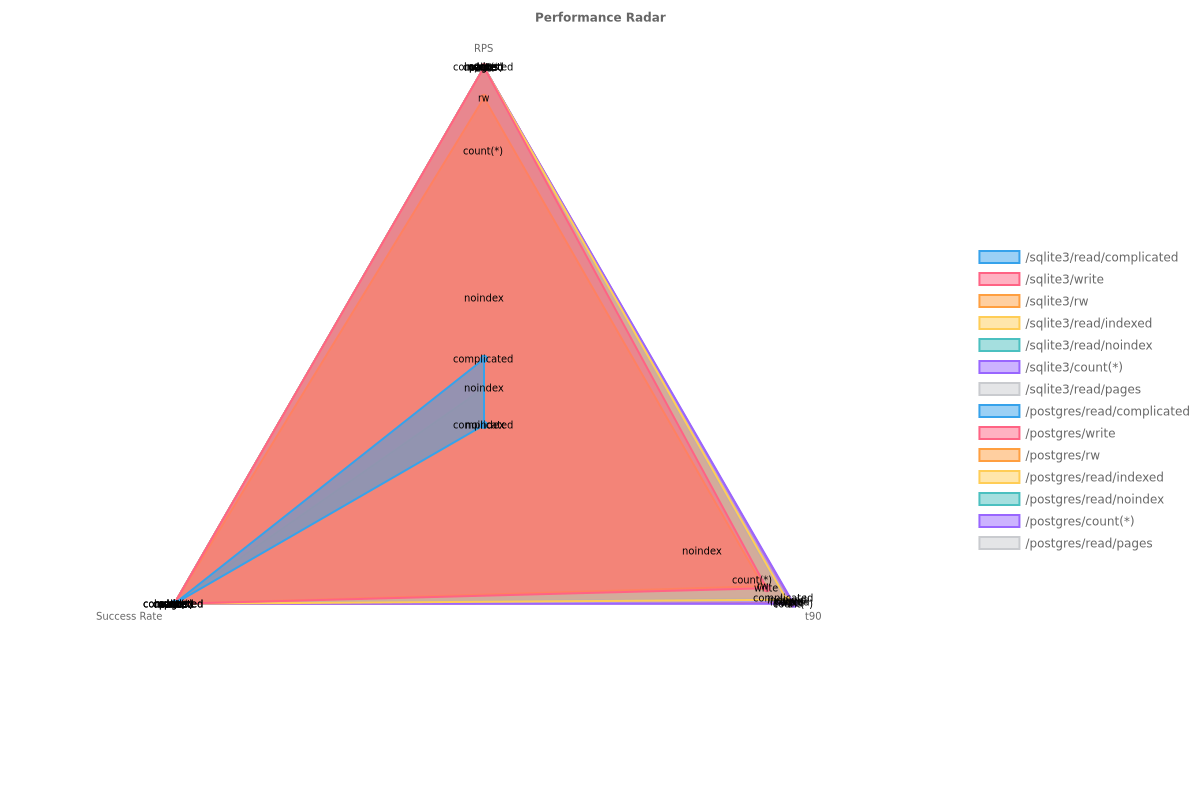 Performance Radar
RPS
rw
count(*)
noindex
complicated
noindex
complicated
noindex
count(*)
write
complicated
count(*)
Success Rate
t90
/sqlite3/read/complicated
/sqlite3/write
/sqlite3/rw
/sqlite3/read/indexed
/sqlite3/read/noindex
/sqlite3/count(*)
/sqlite3/read/pages
/postgres/read/complicated
/postgres/write
/postgres/rw
/postgres/read/indexed
/postgres/read/noindex
/postgres/count(*)
/postgres/read/pages